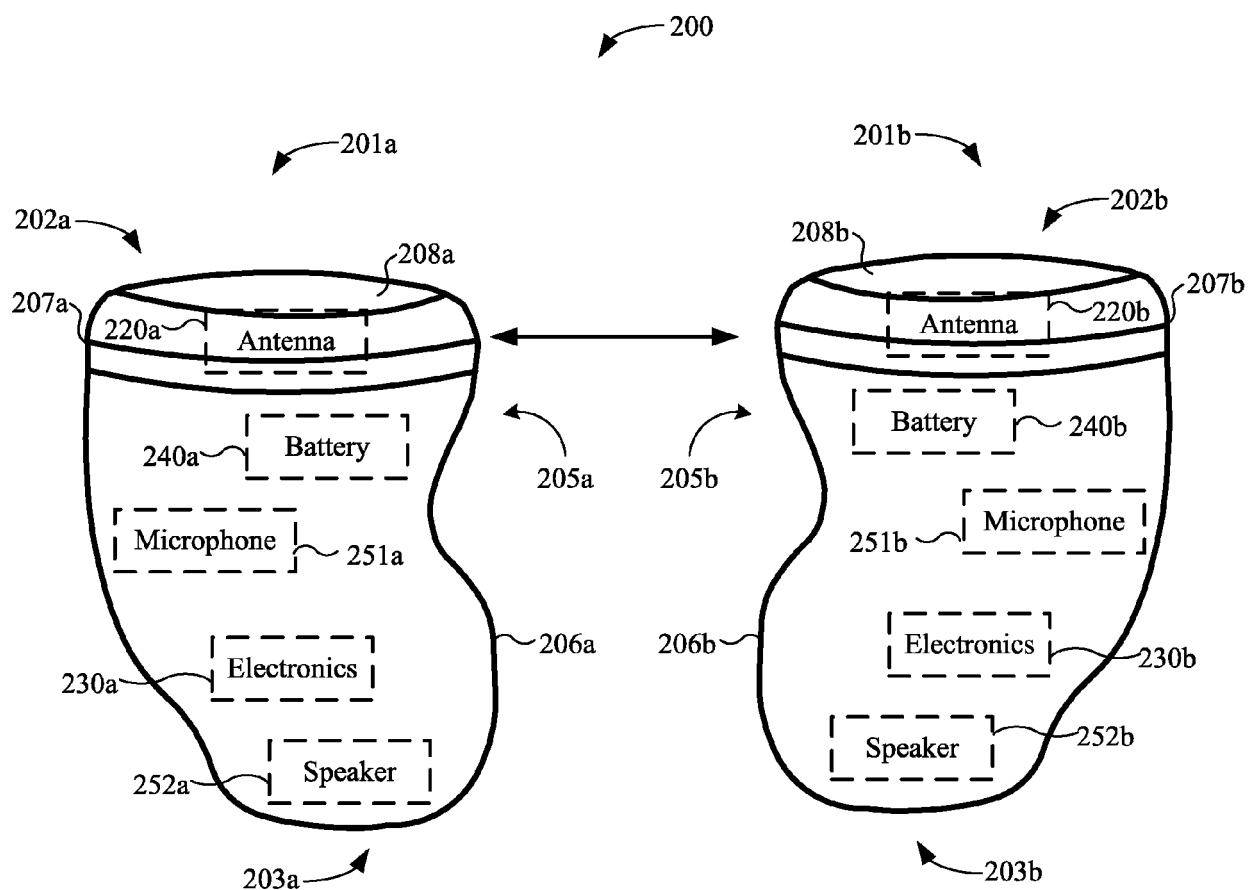 200
201a
201b
202a
202b
208a
208b
207a
207b
220a
Antenna
Antenna
220b
Battery
Battery
240a
240b
205a
205b
Microphone
Microphone
251a
251b
206a
206b
Electronics
Electronics
230a
230b
Speaker
Speaker
252a
252b
203a
203b